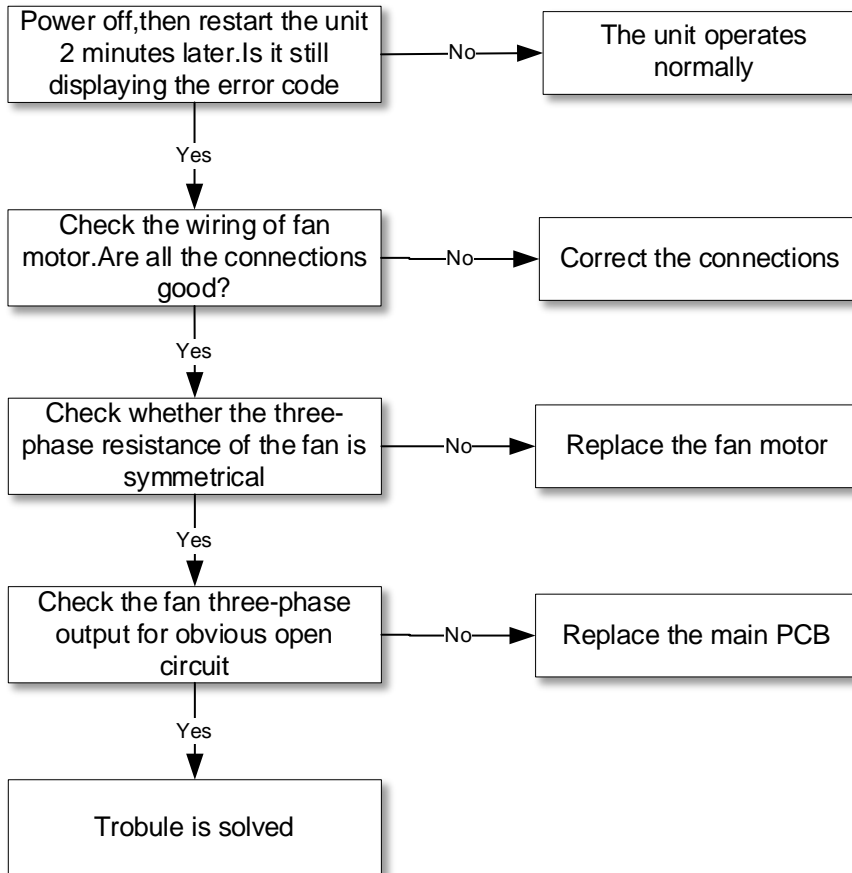 Power off,then restart the unit
2 minutes later.Is it still
displaying the error code
No
The unit operates
normally
Yes
Check the wiring of fan
motor.Are all the connections
good?
No
Correct the connections
Yes
Check whether the three-
phase resistance of the fan is
symmetrical
No
Replace the fan motor
Yes
Check the fan three-phase
output for obvious open
circuit
No
Replace the main PCB
Yes
Trobule is solved